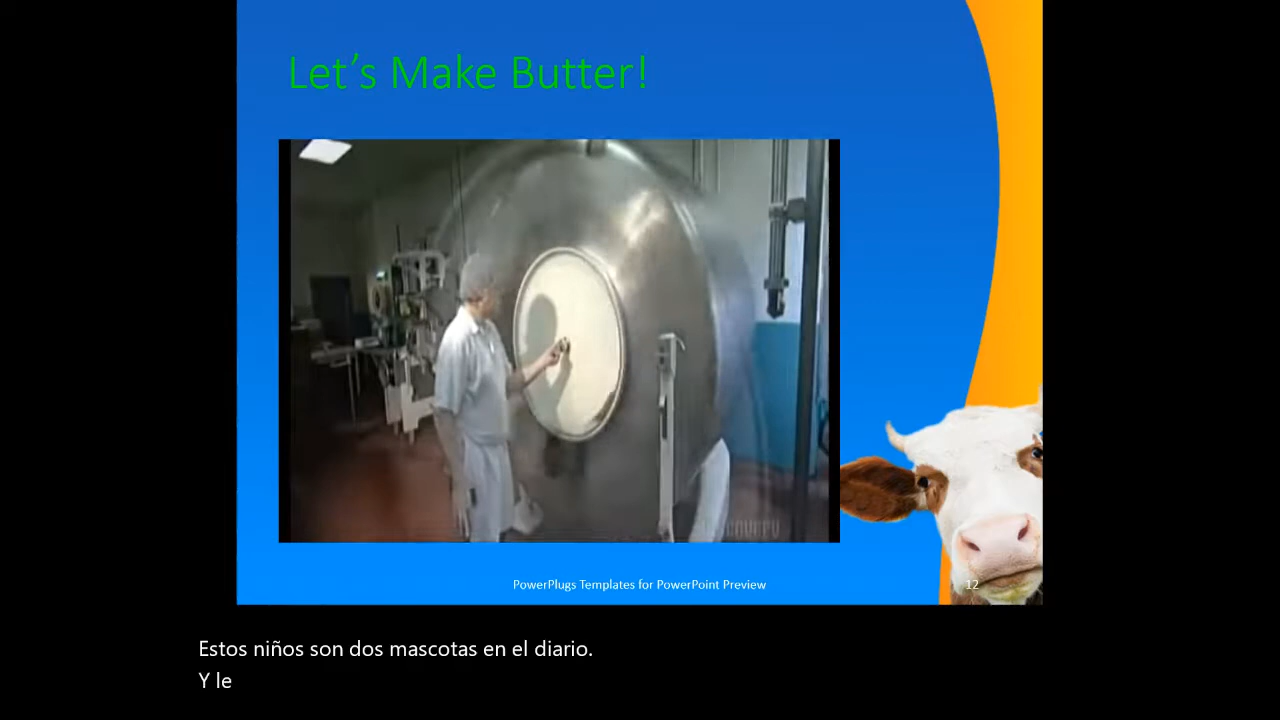 Let's Make Butter!
PowerPlugs Templates for PowerPoint Preview
12
Estos niños son dos mascotas en el diario.
Y le